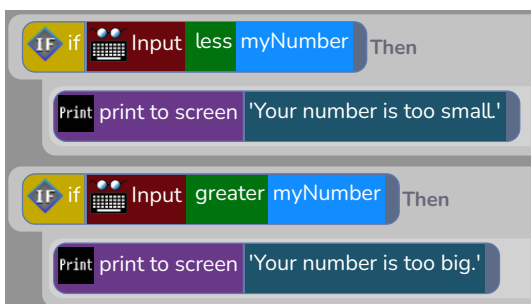 IF if Input less myNumber Then
Print print to screen 'Your number is too small.'
IF if Input greater myNumber Then
Print print to screen 'Your number is too big.'